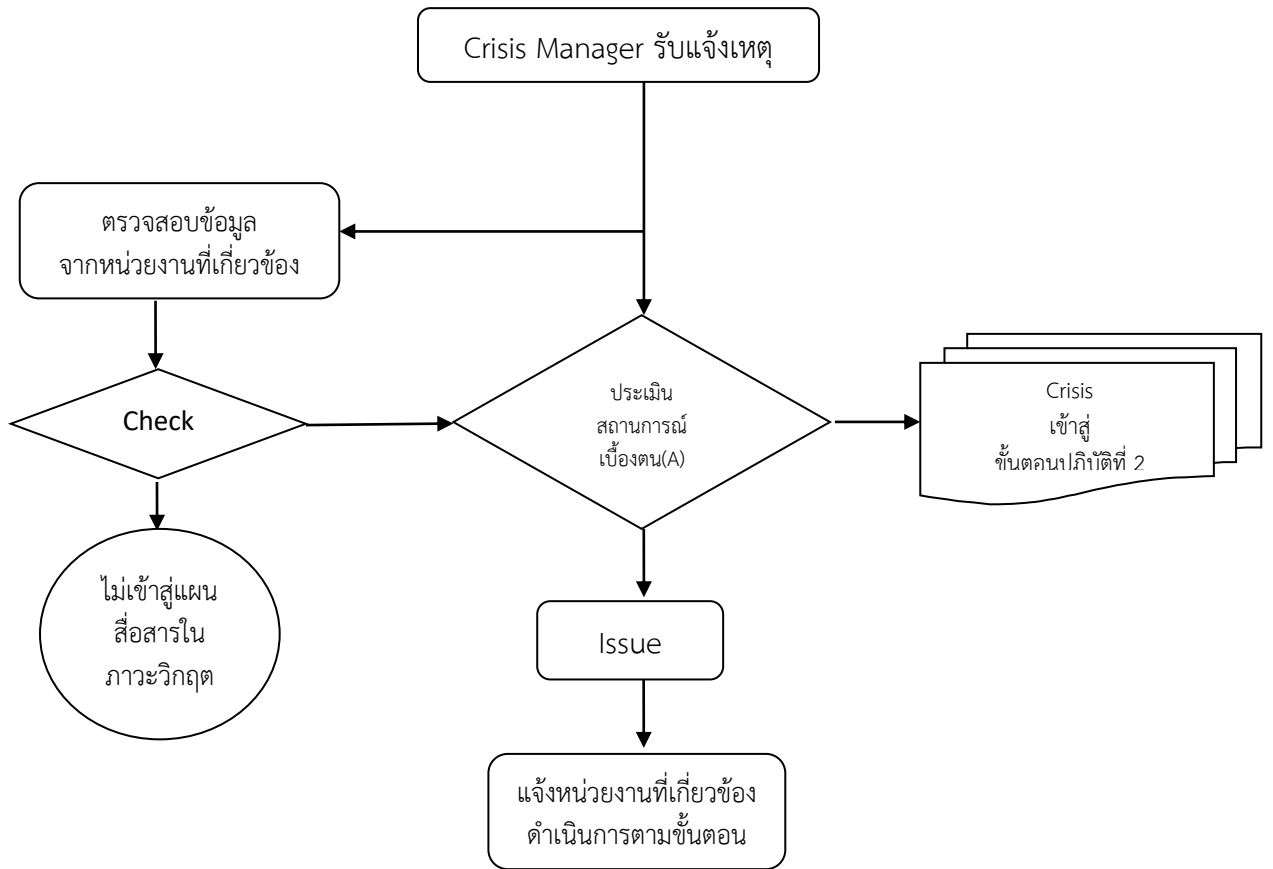 Crisis Manager รับแจ้งเหตุ
ตรวจสอบข้อมูล
จากหน่วยงานที่เกี่ยวข้อง
Check
ประเมิน
สถานการณ์
เบื้องตน(A)
Crisis
เข้าสู่
ขั้นตอนปฏิบัติที่ 2
ไม่เข้าสู่แผน
สื่อสารใน
ภาวะวิกฤต
Issue
แจ้งหน่วยงานที่เกี่ยวข้อง
ดำเนินการตามขั้นตอน